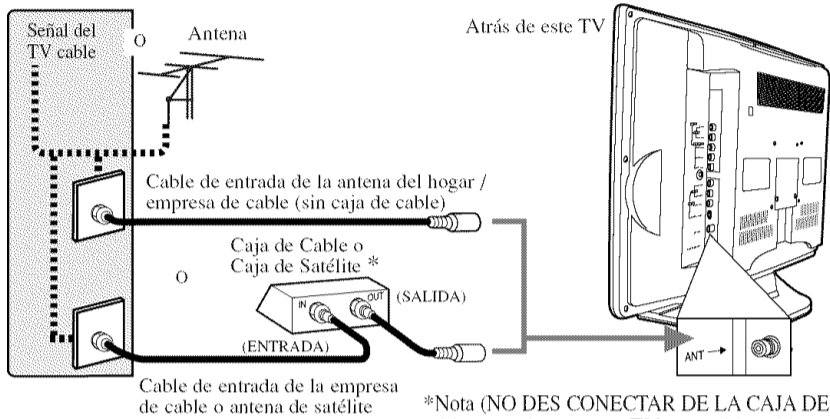 Señal del
TV cable
O
Antena
Atrás de este TV
Cable de entrada de la antena del hogar /
empresa de cable (sin caja de cable)
O
Caja de Cable o
Caja de Satélite *
IN
OUT
(SALIDA)
(ENTRADA)
ANT
Cable de entrada de la empresa
de cable o antena de satélite
*Nota (NO DES CONECTAR DE LA CAJA DE